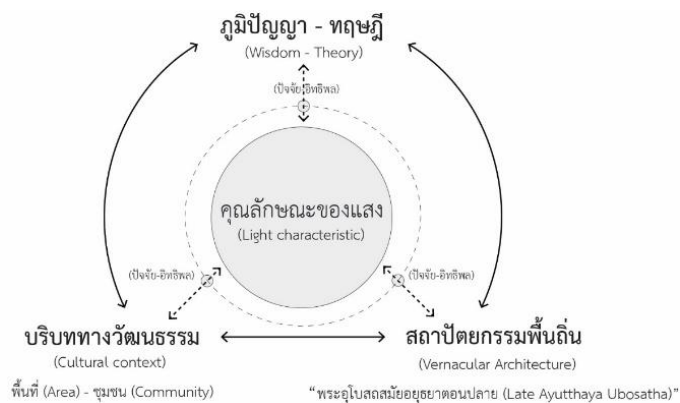 ภูมิปัญญา - ทฤษฎี
(Wisdom - Theory)
(ปัจจัย-อิทธิพล)
คุณลักษณะของแสง
(Light characteristic)
(ปัจจัย-อิทธิพล)
(ปัจจัย-อิทธิพล)
บริบททางวัฒนธรรม
(Cultural context)
พื้นที่ (Area) - ชุมชน (Community)
สถาปัตยกรรมพื้นถิ่น
(Vernacular Architecture)
“พระอุโบสถสมัยอยุธยาตอนปลาย (Late Ayutthaya Ubosatha)”